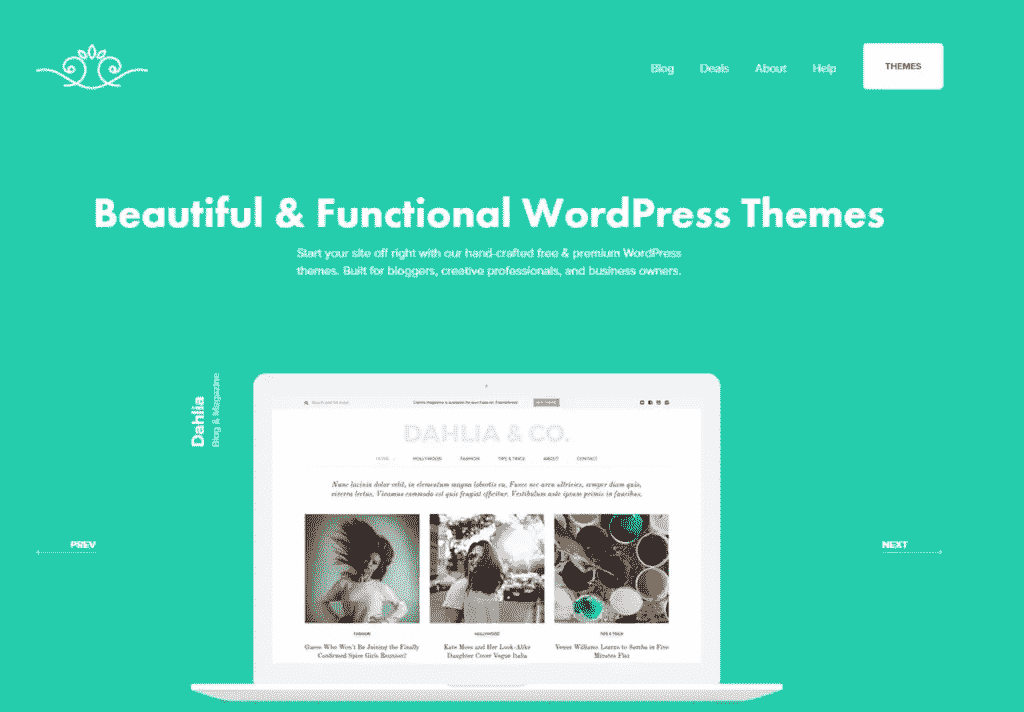 Blog Deals About Help THEMES
Beautiful & Functional WordPress Themes
Start your site off right with our hand-crafted free & premium WordPress
themes. Built for bloggers, creative professionals, and business owners.
Dahlia
Blog & Magazine
DAHLIA & CO.
HOME HOLLYWOOD FASHION TIPS & TRICK ABOUT CONTACT
Nunc lacinia dolor velit, in elementum magna lobortis eu, Fusce nec arcu ultricies, semper diam quis,
viverra lectus. Vivamus commodo est quis feugiat efficitur. Vestibulum ante ipsum primis in faucibus.
PREV
NEXT
FASHION HOLLYWOOD TIPS & TRICK
Guess Who Won't Be Joining the Finally Kate Moss and Her Look-Alike Venus Williams Learns to Samba in Five
Confirmed Spice Girls Reunion? Daughter Cover Vogue Italia Minutes Flat